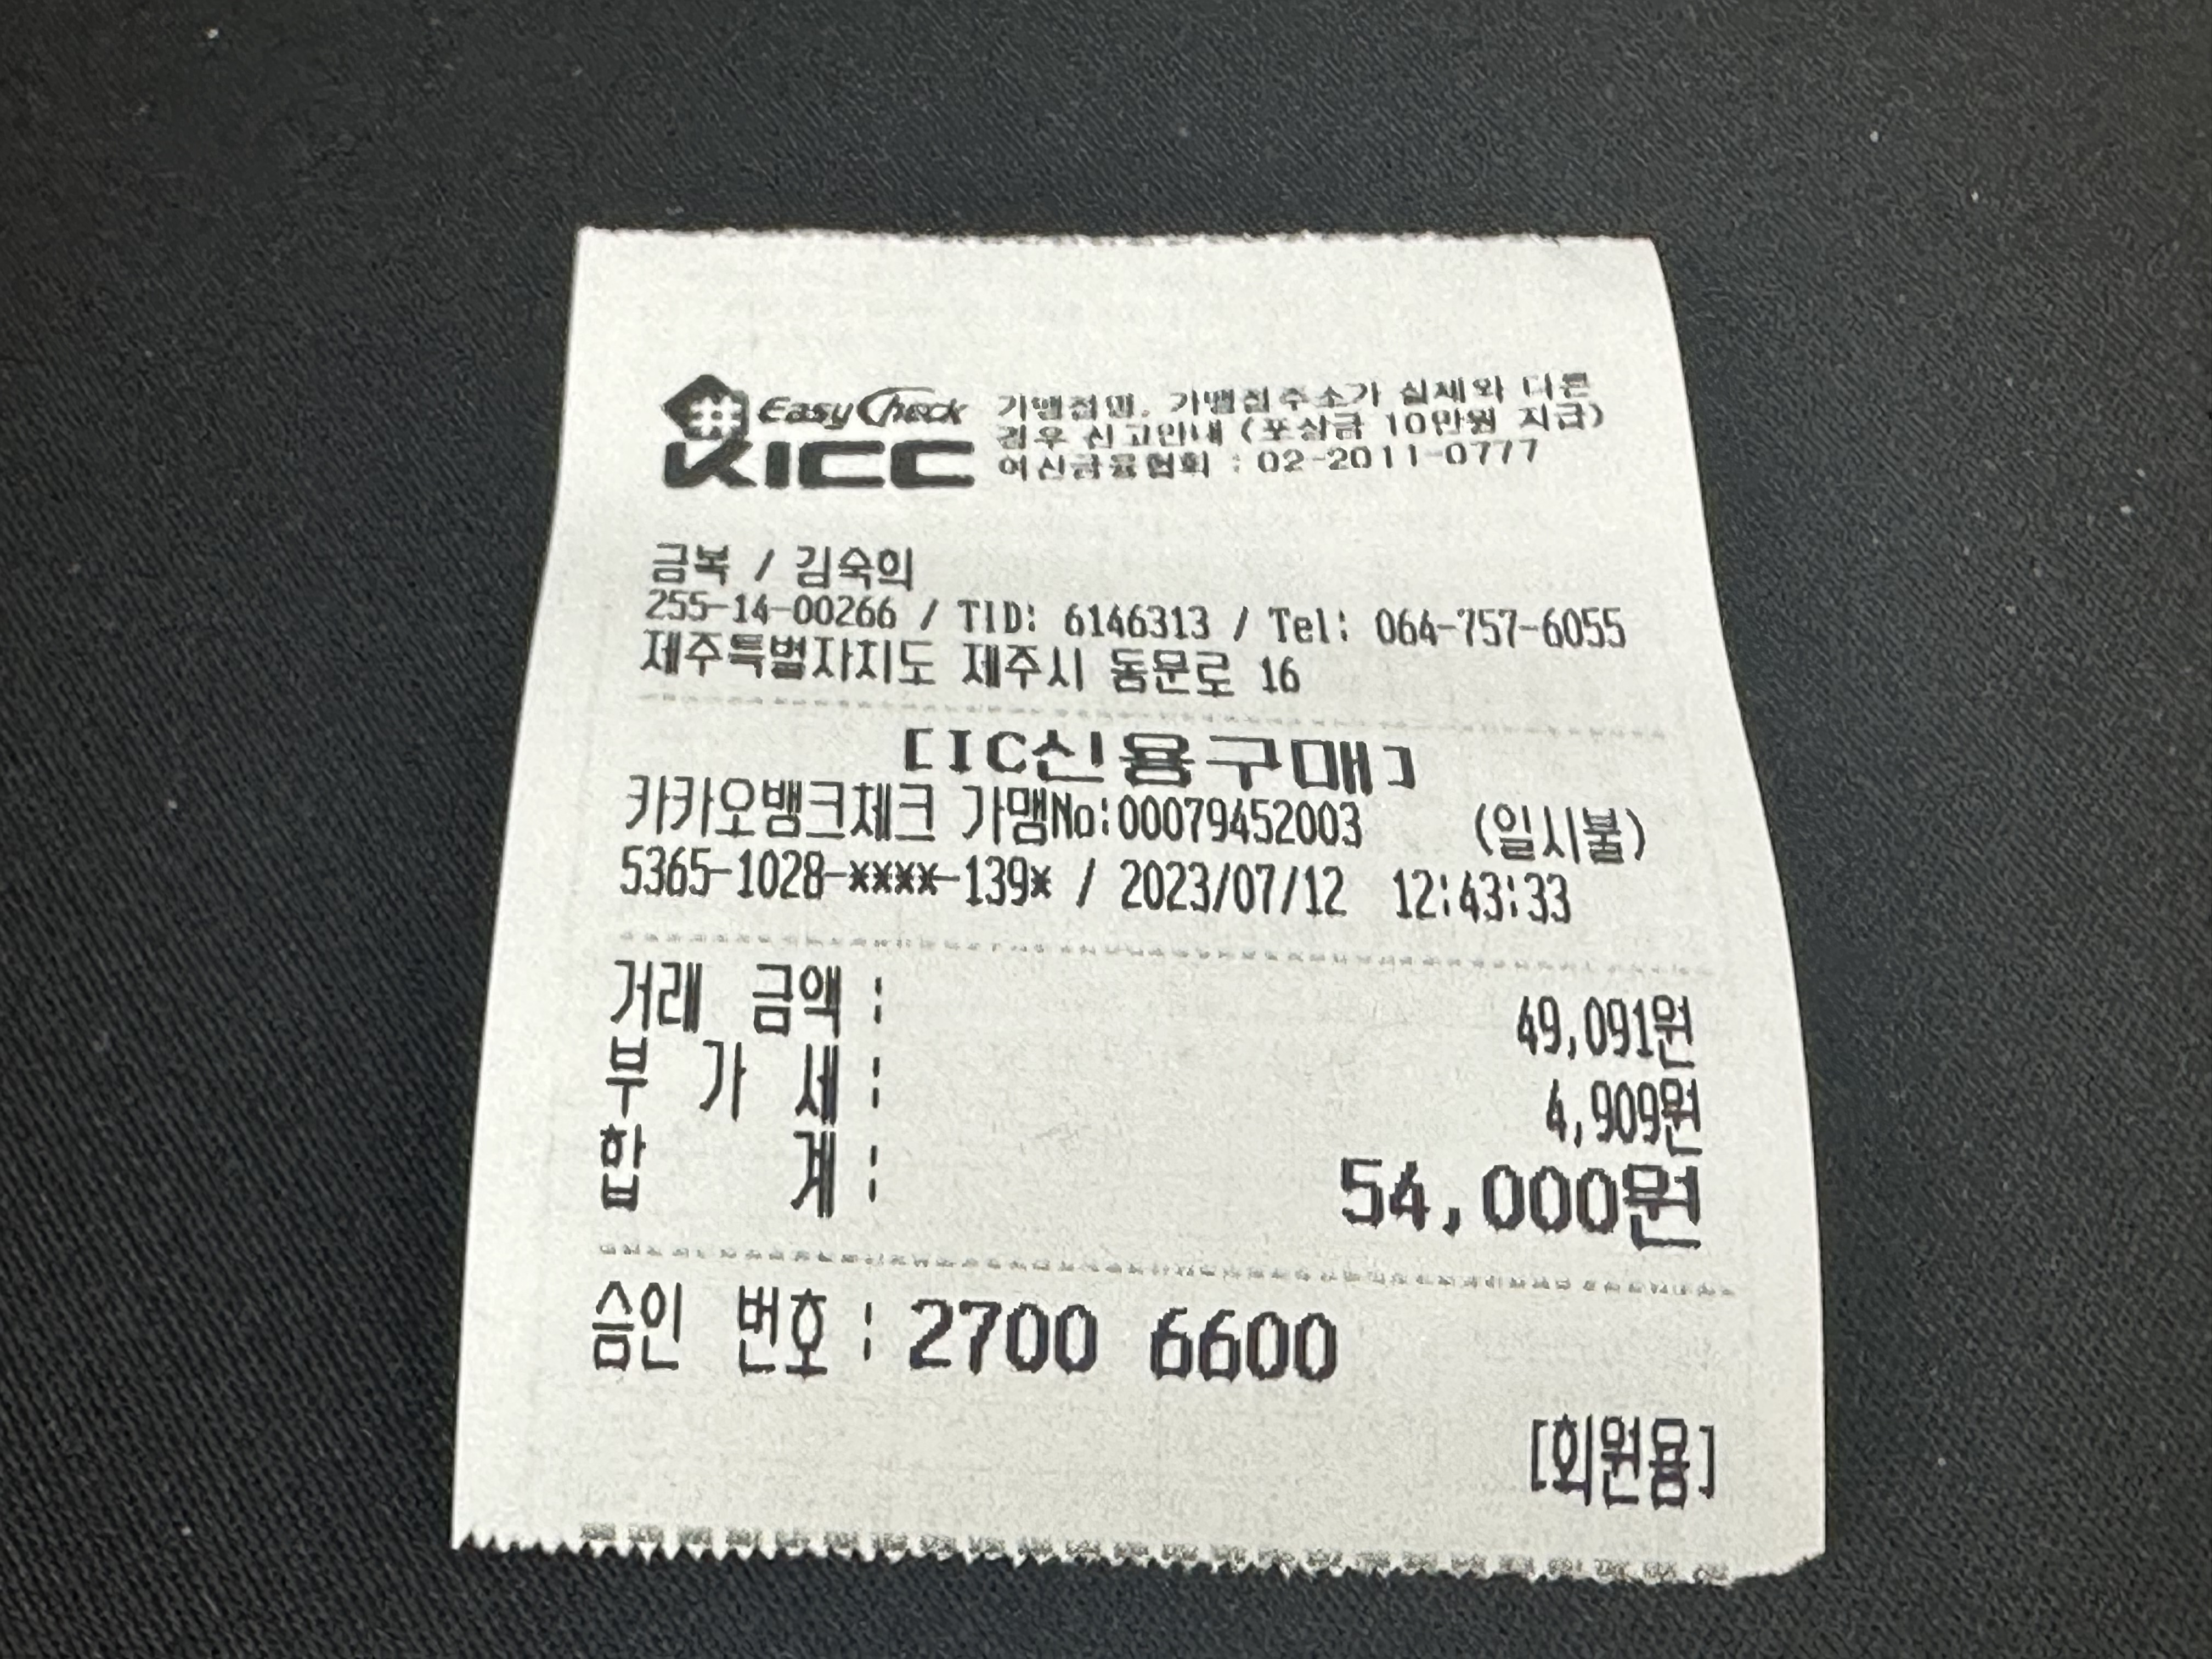 Easy Check
KICC
가맹점명, 가맹점주소가 실제와 다른
경우 신고안내 (포상금 10만원 지급)
여신금융협회 : 02-2011-0777
금복 / 김숙희
255-14-00266 / TID: 6146313 / Tel: 064-757-6055
제주특별자치도 제주시 동문로 16
[IC신용구매]
카카오뱅크체크 가맹No:00079452003 (일시불)
5365-1028-****-139* / 2023/07/12 12:43:33
거래 금액 : 49,091원
부 가 세 : 4,909원
합 계 : 54,000원
승인 번호 : 2700 6600
[회원용]